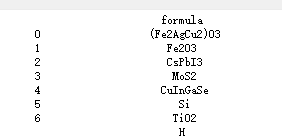 formula
0 (Fe2AgCu2)O3
1 Fe2O3
2 CsPbI3
3 MoS2
4 CuInGaSe
5 Si
6 TiO2
H